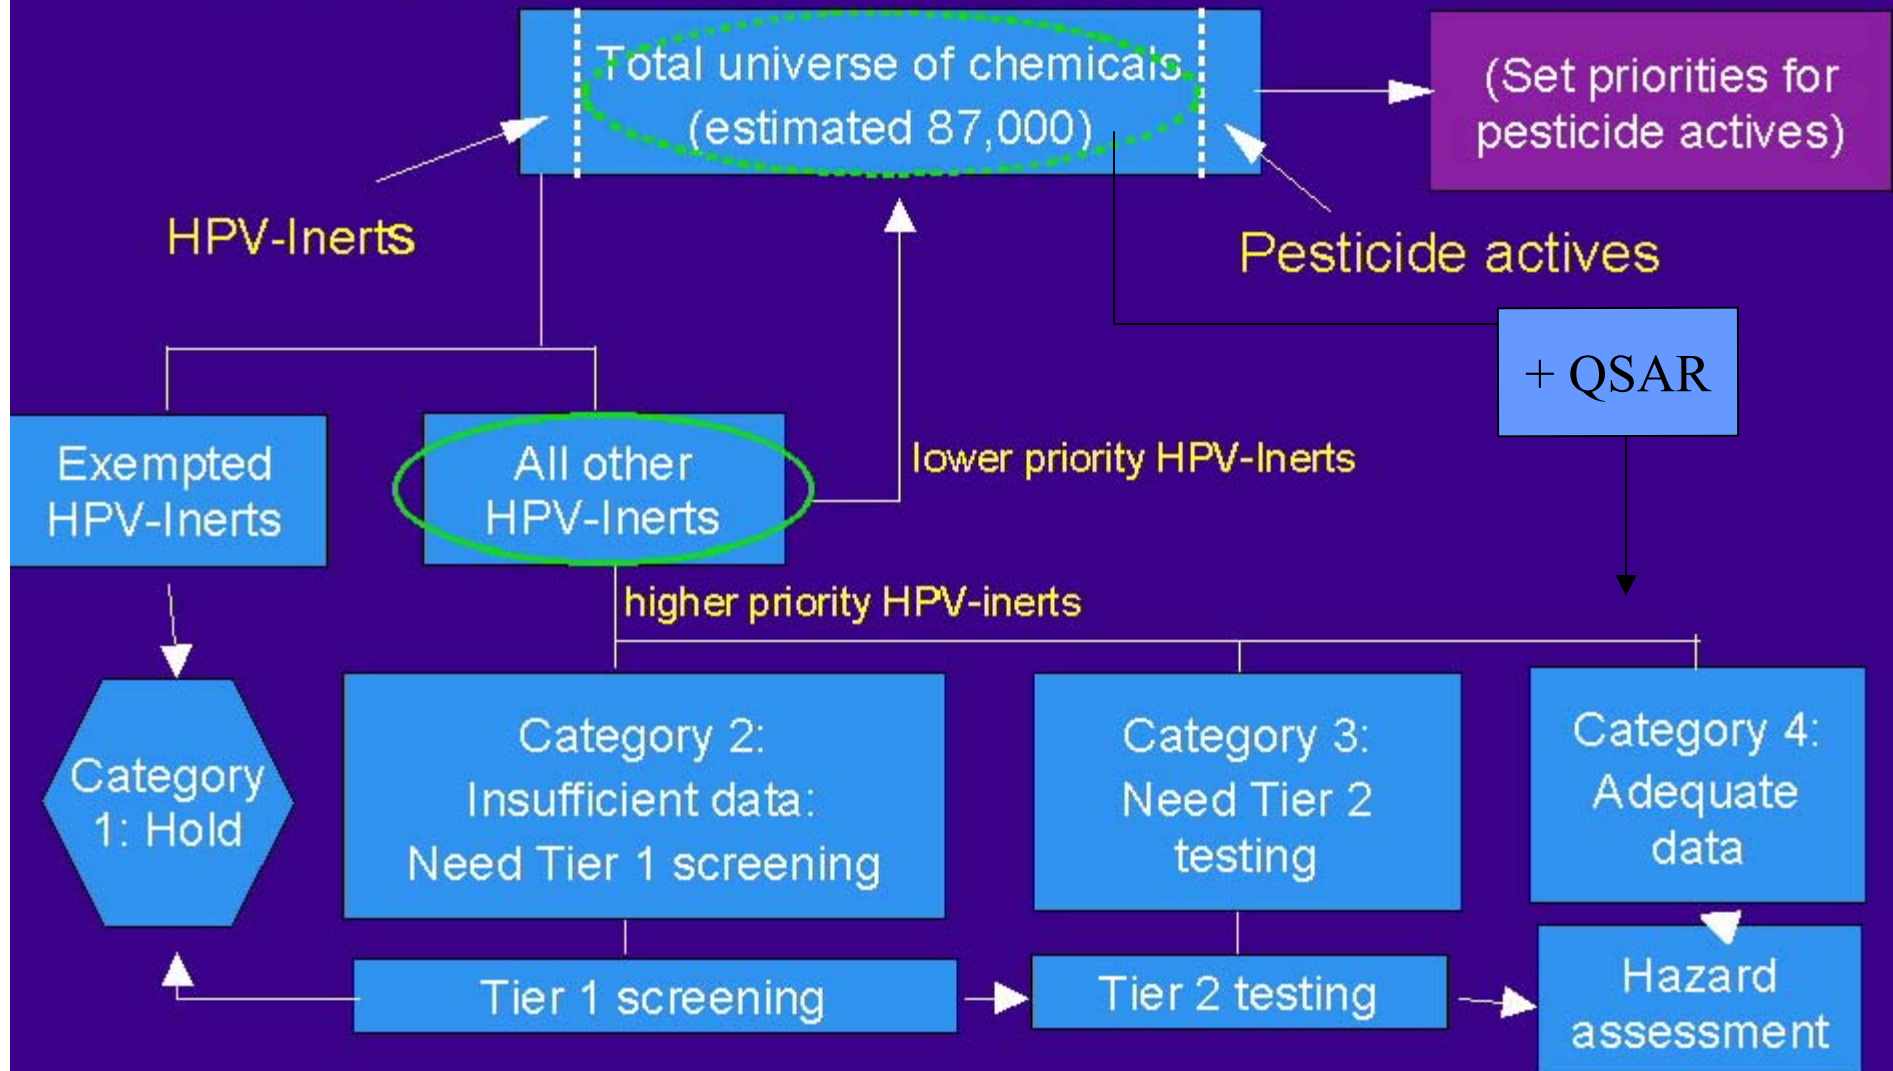 Total universe of chemicals
(estimated 87,000)
(Set priorities for
pesticide actives)
HPV-Inerts
Pesticide actives
+ QSAR
Exempted
HPV-Inerts
All other
HPV-Inerts
lower priority HPV-Inerts
higher priority HPV-inerts
Category
1: Hold
Category 2:
Insufficient data:
Need Tier 1 screening
Category 3:
Need Tier 2
testing
Category 4:
Adequate
data
Tier 1 screening
Tier 2 testing
Hazard
assessment